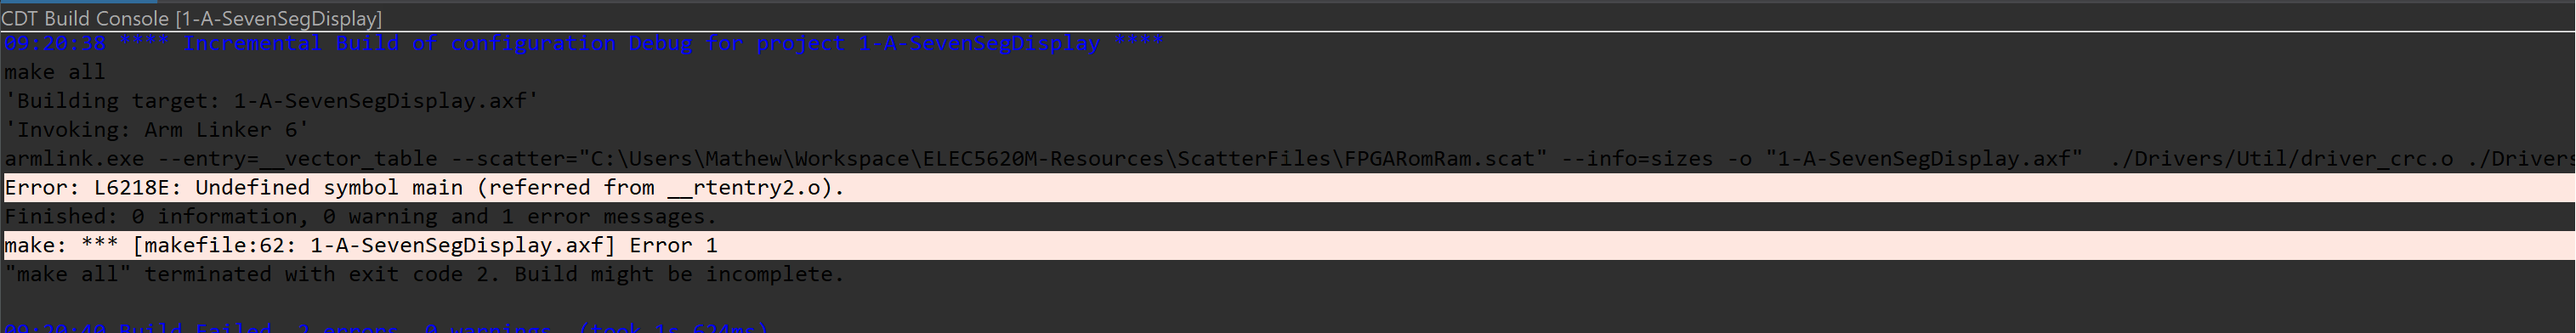 CDT Build Console [1-A-SevenSegDisplay]
09:20:38 **** Incremental Build of configuration Debug for project 1-A-SevenSegDisplay ****
make all
'Building target: 1-A-SevenSegDisplay.axf'
'Invoking: Arm Linker 6'
armlink.exe --entry=__vector_table --scatter="C:\Users\Mathew\Workspace\ELEC5620M-Resources\ScatterFiles\FPGARomRam.scat" --info=sizes -o "1-A-SevenSegDisplay.axf"  ./Drivers/Util/driver_crc.o ./Drivers
Error: L6218E: Undefined symbol main (referred from __rtentry2.o).
Finished: 0 information, 0 warning and 1 error messages.
make: *** [makefile:62: 1-A-SevenSegDisplay.axf] Error 1
"make all" terminated with exit code 2. Build might be incomplete.
09:20:40 Build Failed. 2 errors, 0 warnings. (took 1s.624ms)